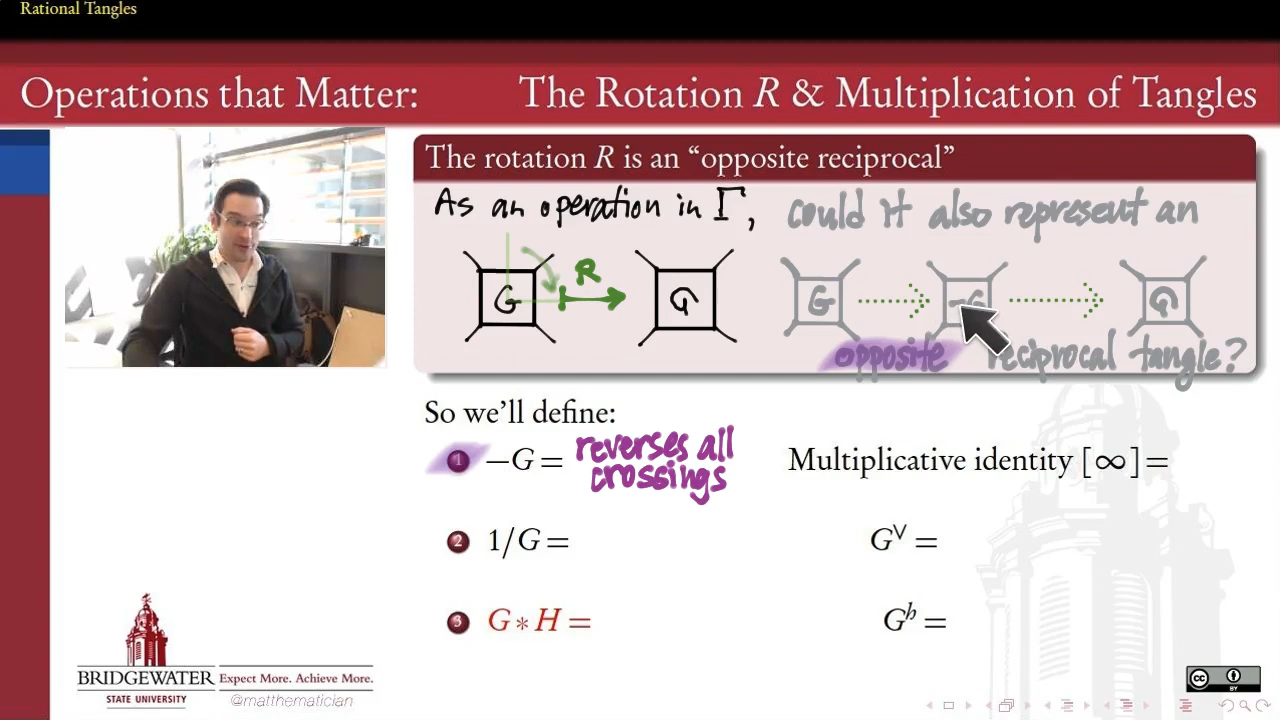 Rational Tangles
Operations that Matter: The Rotation R & Multiplication of Tangles
The rotation R is an “opposite reciprocal”
As an operation in Γ, could it also represent an
G R G G -G G
opposite reciprocal tangle?
So we’ll define:
1 −G = reverses all crossings
Multiplicative identity [∞] =
2 1/G =
G^V =
3 G * H =
G^h =
BRIDGEWATER
STATE UNIVERSITY
Expect More. Achieve More.
@matthematician
cc BY